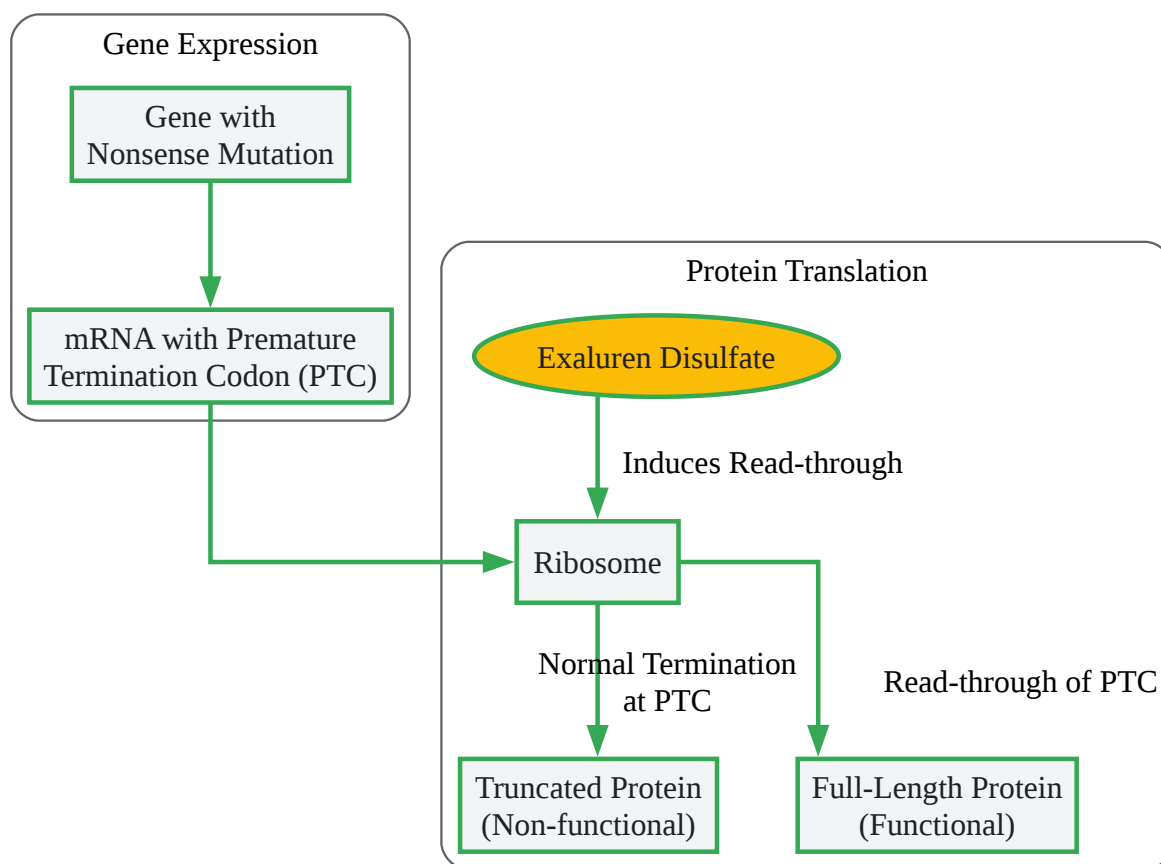 Gene Expression
Gene with
Nonsense Mutation
mRNA with Premature
Termination Codon (PTC)
Protein Translation
Exaluren Disulfate
Induces Read-through
Ribosome
Normal Termination
at PTC
Read-through of PTC
Truncated Protein
(Non-functional)
Full-Length Protein
(Functional)